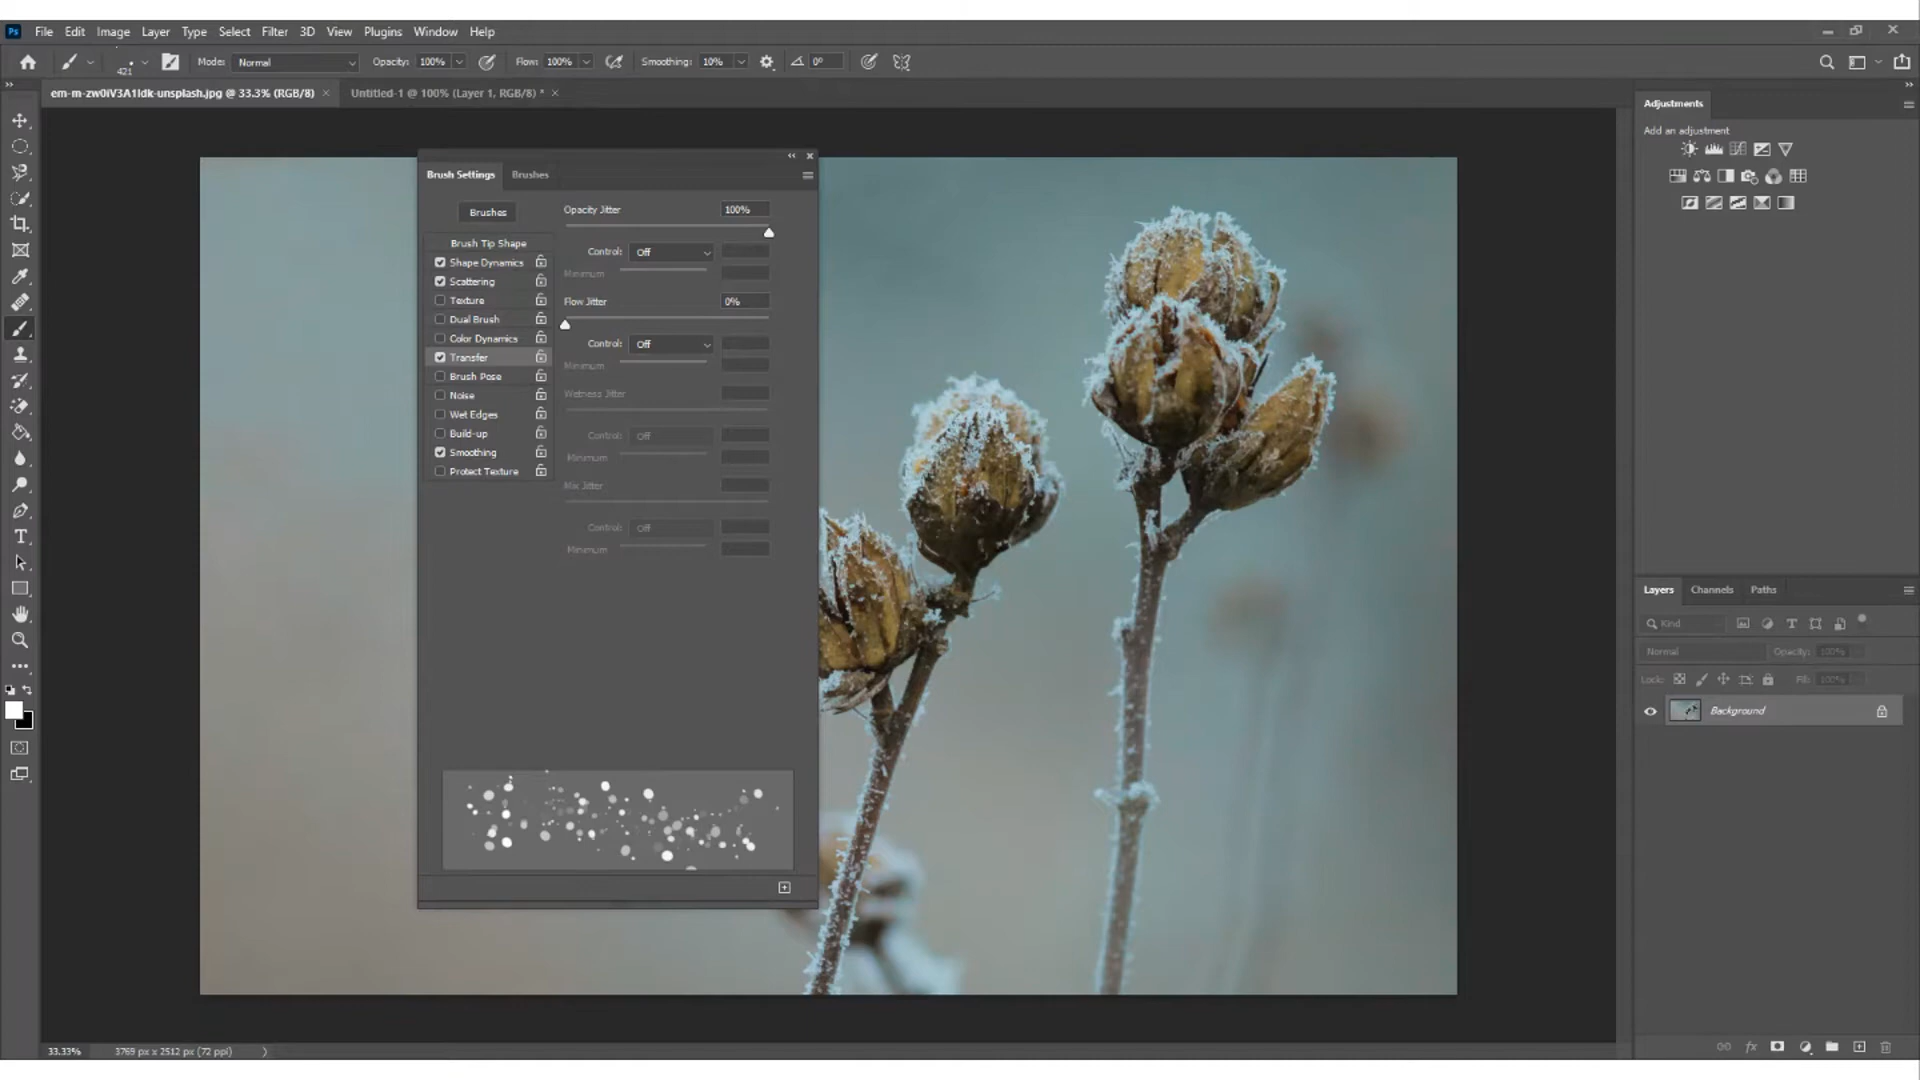 Ps File Edit Image Layer Type Select Filter 3D View Plugins Window Help
421 Mode: Normal Opacity: 100% Flow: 100% Smoothing: 10% 0°
em-m-zw0iV3A1ldk-unsplash.jpg @ 33.3% (RGB/8) × Untitled-1 @ 100% (Layer 1, RGB/8) * ×
Adjustments
Add an adjustment
Brush Settings Brushes
Brushes
Brush Tip Shape
Shape Dynamics
Scattering
Texture
Dual Brush
Color Dynamics
Transfer
Brush Pose
Noise
Wet Edges
Build-up
Smoothing
Protect Texture
Opacity Jitter 100%
Control: Off
Minimum
Flow Jitter 0%
Control: Off
Minimum
Wetness Jitter
Control: Off
Minimum
Mix Jitter
Control: Off
Minimum
Layers Channels Paths
Kind
Normal Opacity: 100%
Lock: Fill: 100%
Background
fx
33.33% 3769 px x 2512 px (72 ppi)